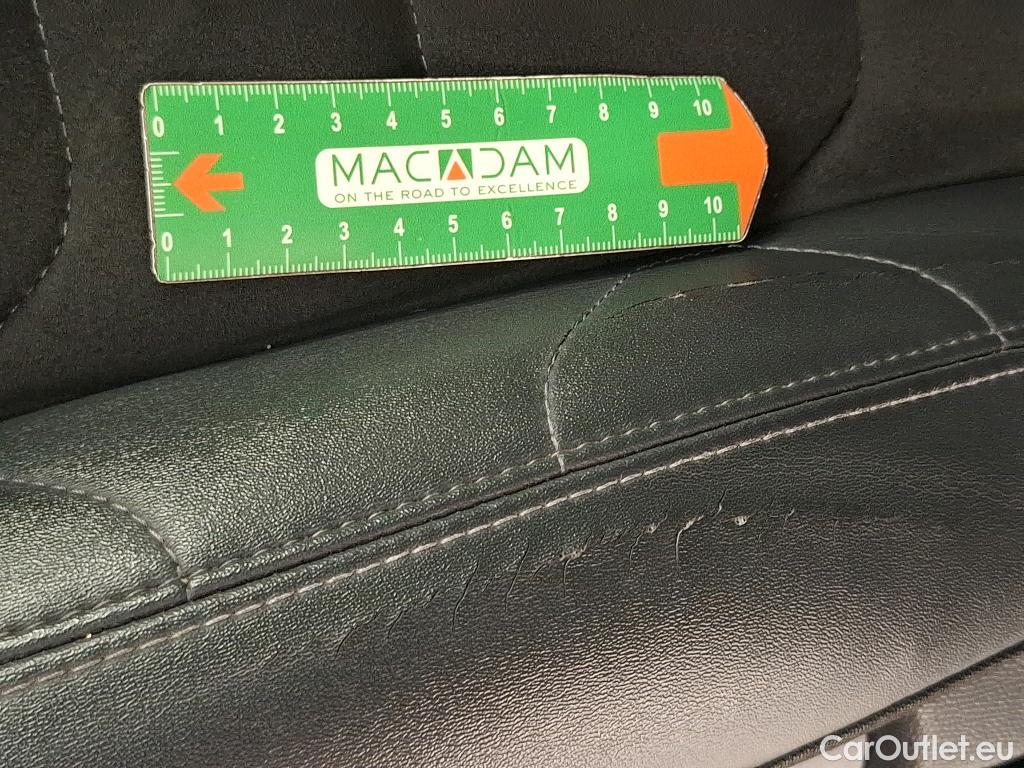 0 1 2 3 4 5 6 7 8 9 10
MACADAM
ON THE ROAD TO EXCELLENCE
0 1 2 3 4 5 6 7 8 9 10
CarOutlet.eu